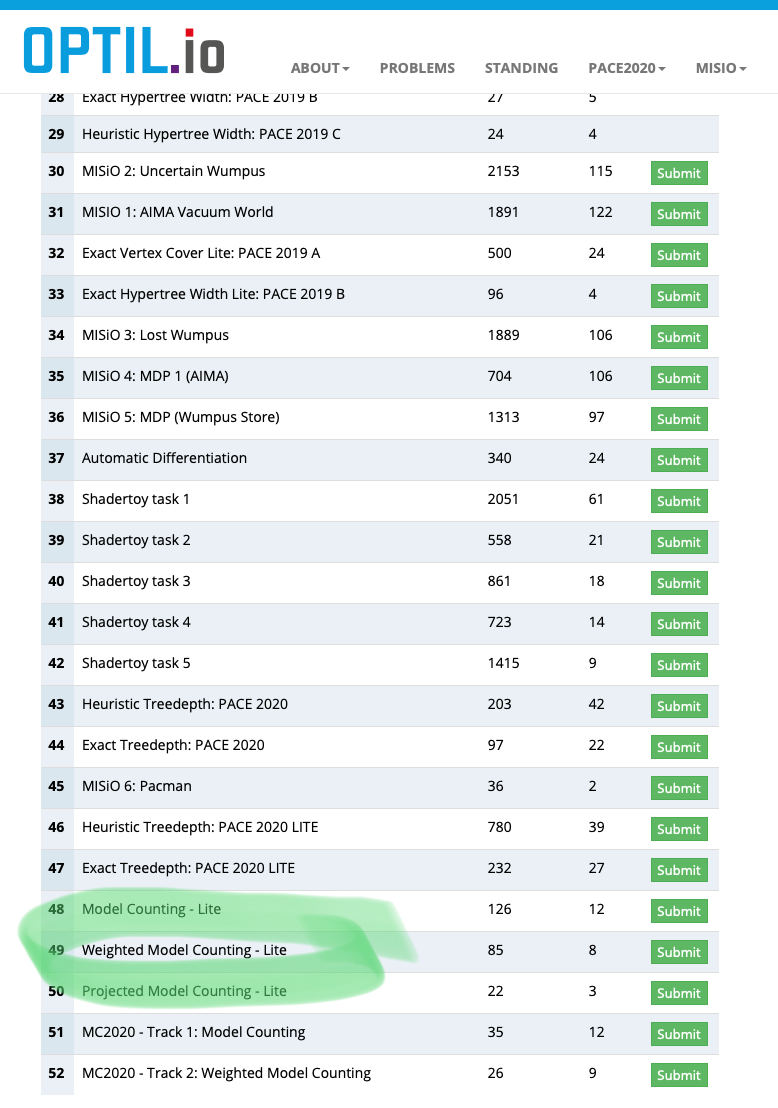 OPTIL.io
ABOUT PROBLEMS STANDING PACE2020 MISIO
28 Exact Hypertree Width: PACE 2019 B 27 5
29 Heuristic Hypertree Width: PACE 2019 C 24 4
30 MISiO 2: Uncertain Wumpus 2153 115 Submit
31 MISIO 1: AIMA Vacuum World 1891 122 Submit
32 Exact Vertex Cover Lite: PACE 2019 A 500 24 Submit
33 Exact Hypertree Width Lite: PACE 2019 B 96 4 Submit
34 MISiO 3: Lost Wumpus 1889 106 Submit
35 MISiO 4: MDP 1 (AIMA) 704 106 Submit
36 MISiO 5: MDP (Wumpus Store) 1313 97 Submit
37 Automatic Differentiation 340 24 Submit
38 Shadertoy task 1 2051 61 Submit
39 Shadertoy task 2 558 21 Submit
40 Shadertoy task 3 861 18 Submit
41 Shadertoy task 4 723 14 Submit
42 Shadertoy task 5 1415 9 Submit
43 Heuristic Treedepth: PACE 2020 203 42 Submit
44 Exact Treedepth: PACE 2020 97 22 Submit
45 MISiO 6: Pacman 36 2 Submit
46 Heuristic Treedepth: PACE 2020 LITE 780 39 Submit
47 Exact Treedepth: PACE 2020 LITE 232 27 Submit
48 Model Counting - Lite 126 12 Submit
49 Weighted Model Counting - Lite 85 8 Submit
50 Projected Model Counting - Lite 22 3 Submit
51 MC2020 - Track 1: Model Counting 35 12 Submit
52 MC2020 - Track 2: Weighted Model Counting 26 9 Submit